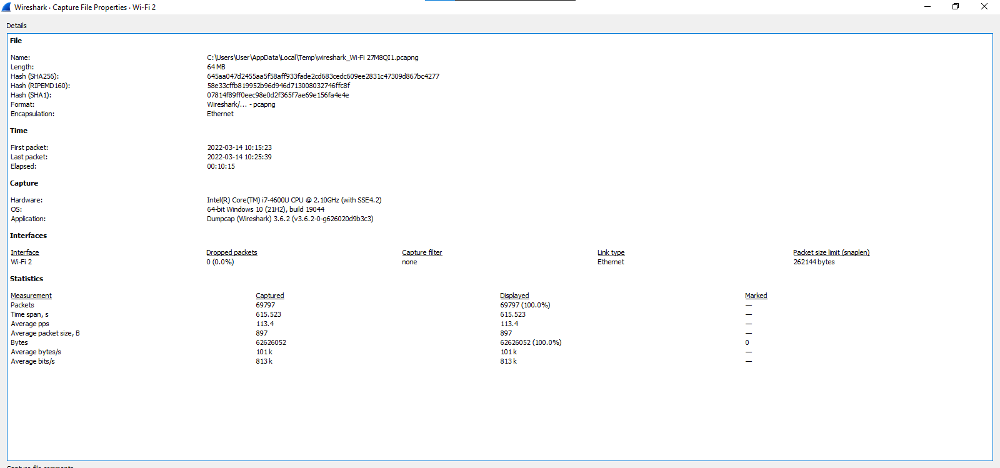 Wireshark · Capture File Properties · Wi-Fi 2
Details
File
Name: C:\Users\User\AppData\Local\Temp\wireshark_Wi-Fi 27M8QI1.pcapng
Length: 64 MB
Hash (SHA256): 645aa047d2455aa5f58aff933fade2cd683cedc609ee2831c47309d867bc4277
Hash (RIPEMD160): 58e33cffb819952b96d946d713008032746ffc8f
Hash (SHA1): 07814f89ff0eec98e0d2f365f7ae69e156fa4e4e
Format: Wireshark/... - pcapng
Encapsulation: Ethernet
Time
First packet: 2022-03-14 10:15:23
Last packet: 2022-03-14 10:25:39
Elapsed: 00:10:15
Capture
Hardware: Intel(R) Core(TM) i7-4600U CPU @ 2.10GHz (with SSE4.2)
OS: 64-bit Windows 10 (21H2), build 19044
Application: Dumpcap (Wireshark) 3.6.2 (v3.6.2-0-g626020d9b3c3)
Interfaces
Interface Dropped packets Capture filter Link type Packet size limit (snaplen)
Wi-Fi 2 0 (0.0%) none Ethernet 262144 bytes
Statistics
Measurement Captured Displayed Marked
Packets 69797 69797 (100.0%) —
Time span, s 615.523 615.523 —
Average pps 113.4 113.4 —
Average packet size, B 897 897 —
Bytes 62626052 62626052 (100.0%) 0
Average bytes/s 101 k 101 k —
Average bits/s 813 k 813 k —
Capture file comments